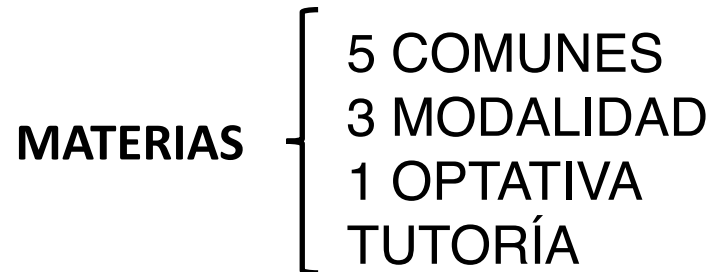 MATERIAS
5 COMUNES
3 MODALIDAD
1 OPTATIVA
TUTORÍA